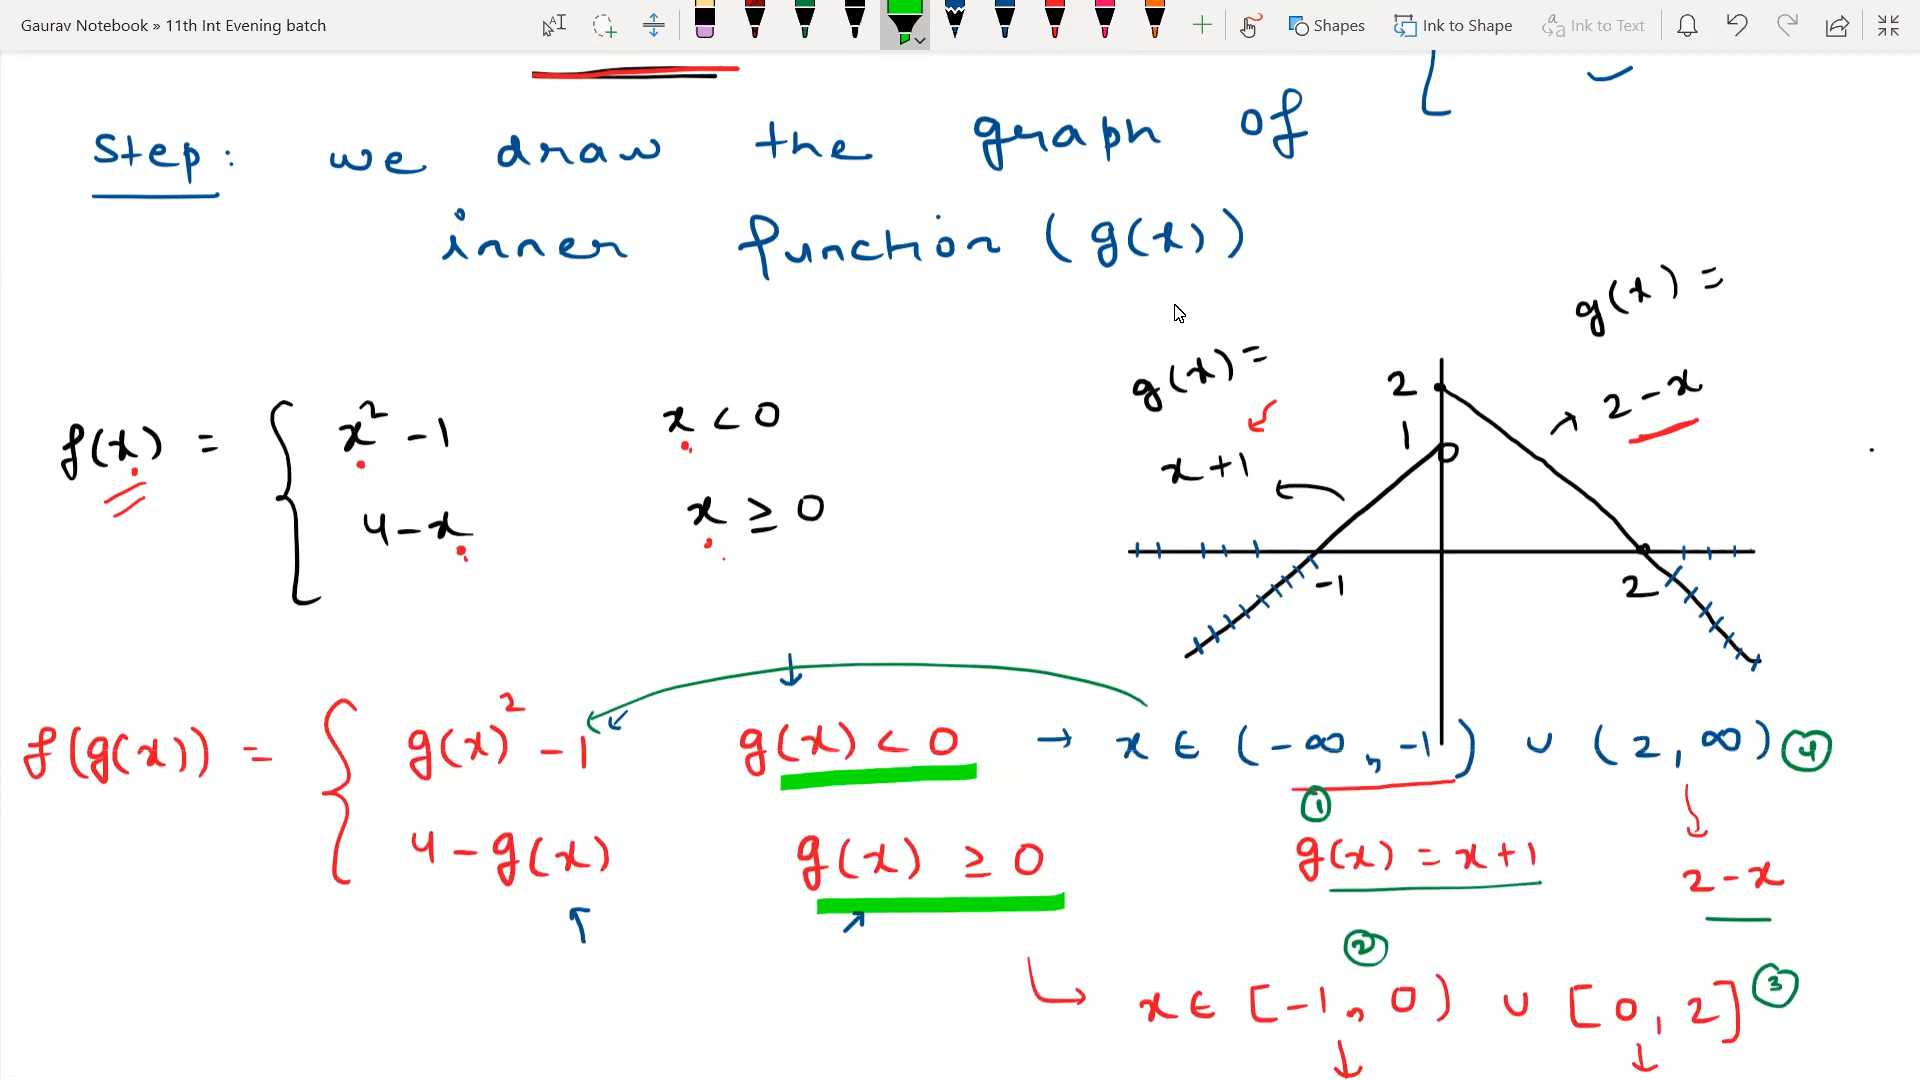 Gaurav Notebook » 11th Int Evening batch
Shapes
Ink to Shape
Ink to Text
Step: we draw the graph of
inner function (g(x))
g(x) =
2-x
g(x) =
x+1
2
1
-1
2
f(x) = { x² -1 x < 0
4-x x ≥ 0
f(g(x)) = { g(x)² -1 g(x) < 0 → x ∈ (-∞, -1) ∪ (2, ∞) ④
4 - g(x) g(x) ≥ 0
①
g(x) = x+1
2-x
②
x ∈ [-1, 0) ∪ [0, 2] ③